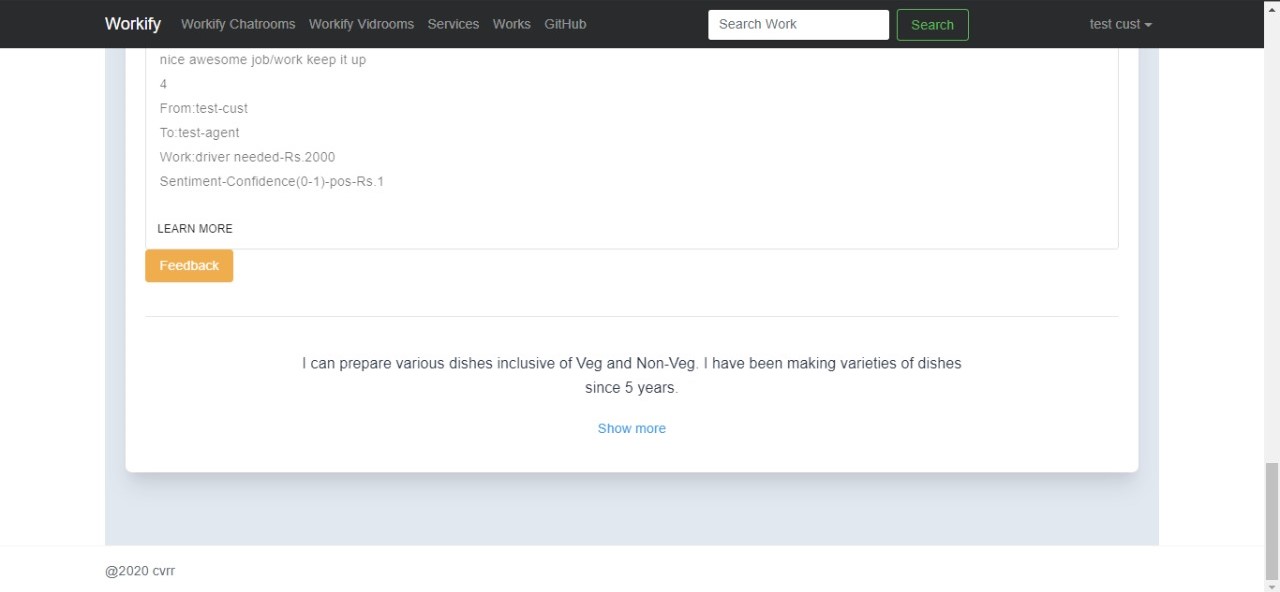 Workify Workify Chatrooms Workify Vidrooms Services Works GitHub Search Work Search test cust
nice awesome job/work keep it up
4
From:test-cust
To:test-agent
Work:driver needed-Rs.2000
Sentiment-Confidence(0-1)-pos-Rs.1
LEARN MORE
Feedback
I can prepare various dishes inclusive of Veg and Non-Veg. I have been making varieties of dishes
since 5 years.
Show more
@2020 cvrr